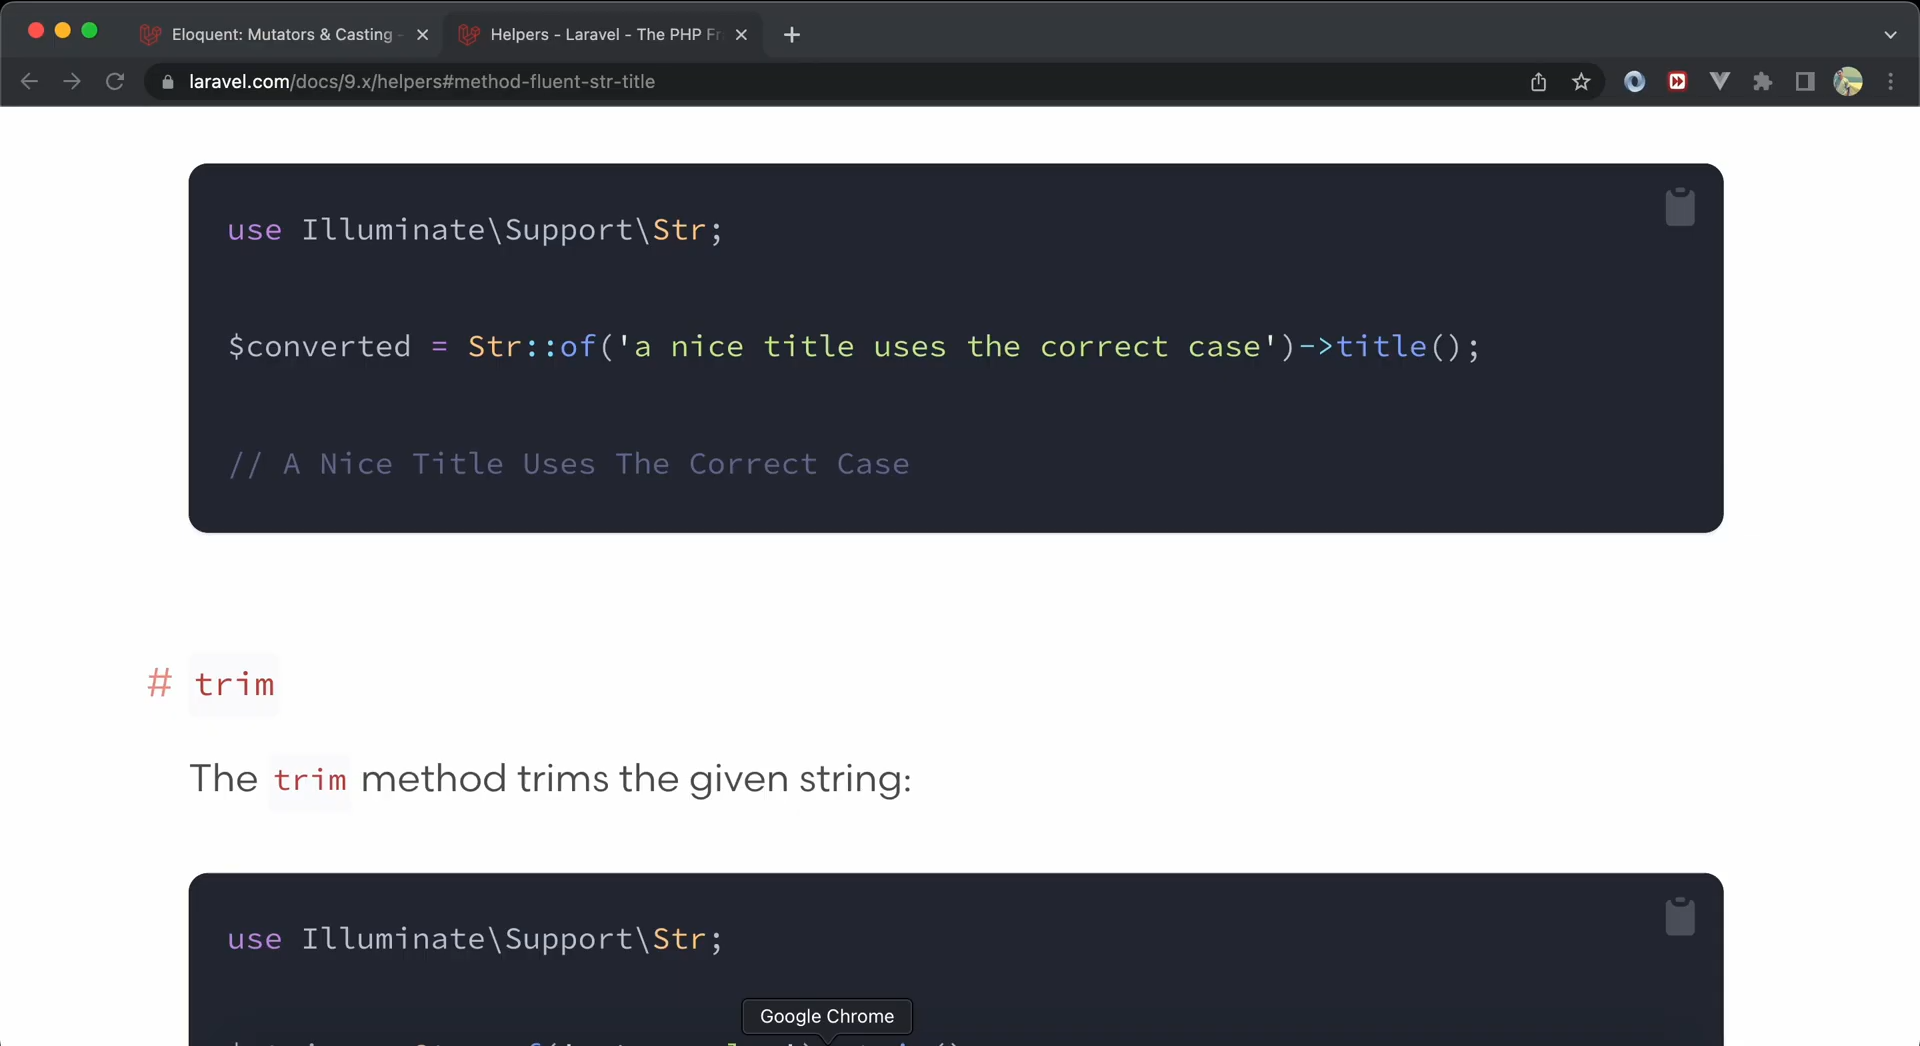 Eloquent: Mutators & Casting -
Helpers - Laravel - The PHP Fr
laravel.com/docs/9.x/helpers#method-fluent-str-title
use Illuminate\Support\Str;
$converted = Str::of('a nice title uses the correct case')->title();
// A Nice Title Uses The Correct Case
# trim
The trim method trims the given string:
use Illuminate\Support\Str;
Google Chrome